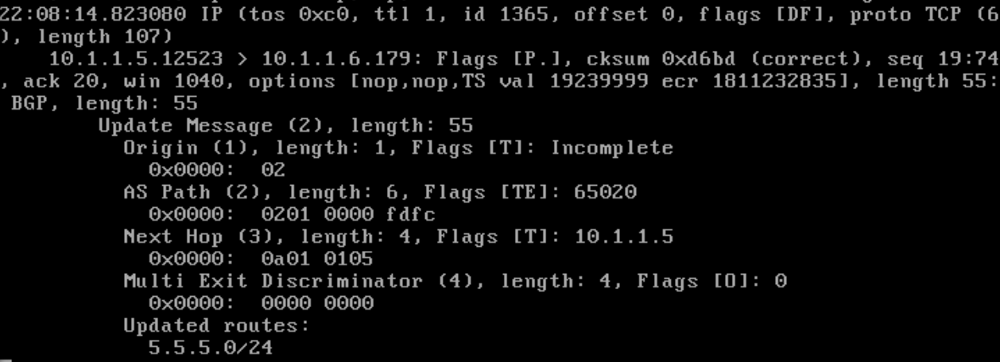 22:08:14.823080 IP (tos 0xc0, ttl 1, id 1365, offset 0, flags [DF], proto TCP (6
), length 107)
    10.1.1.5.12523 > 10.1.1.6.179: Flags [P.], cksum 0xd6bd (correct), seq 19:74
, ack 20, win 1040, options [nop,nop,TS val 19239999 ecr 1811232835], length 55:
 BGP, length: 55
        Update Message (2), length: 55
          Origin (1), length: 1, Flags [T]: Incomplete
            0x0000:  02
          AS Path (2), length: 6, Flags [TE]: 65020
            0x0000:  0201 0000 fdfc
          Next Hop (3), length: 4, Flags [T]: 10.1.1.5
            0x0000:  0a01 0105
          Multi Exit Discriminator (4), length: 4, Flags [O]: 0
            0x0000:  0000 0000
          Updated routes:
            5.5.5.0/24